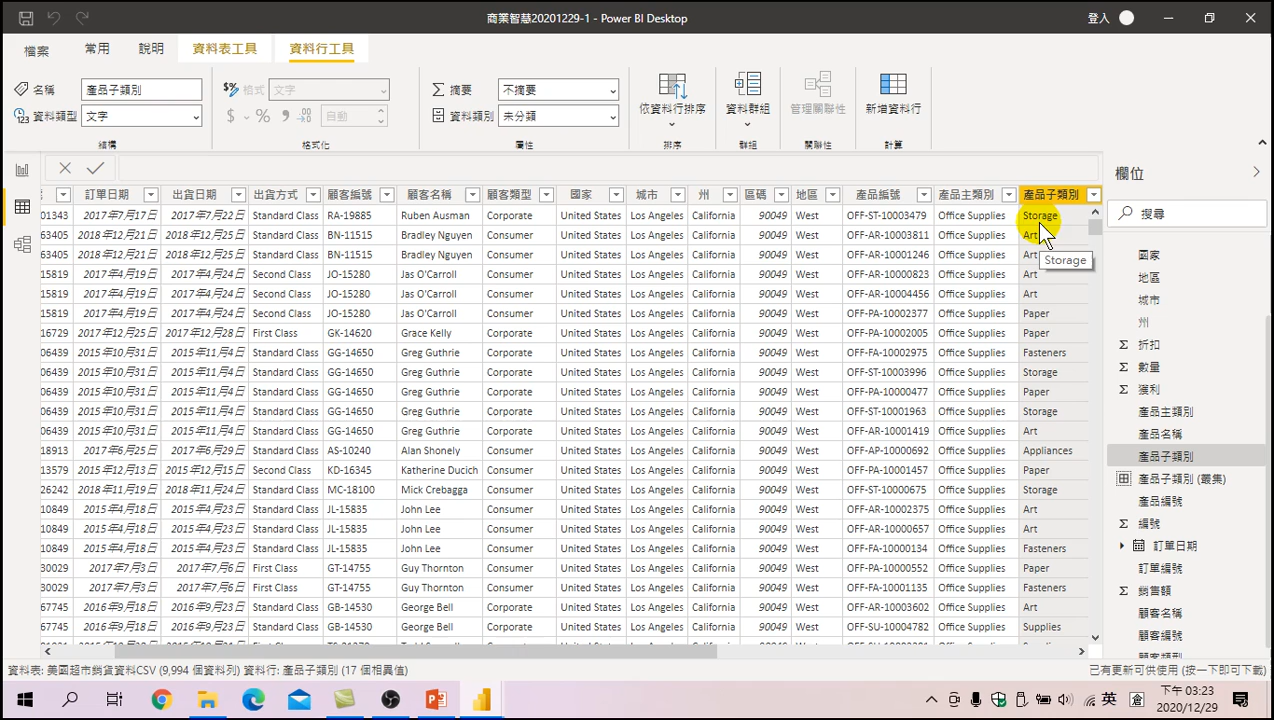 商業智慧20201229-1 - Power BI Desktop
登入
檔案 常用 說明 資料表工具 資料行工具
名稱 產品子類別
資料類型 文字
結構
格式 文字
$ % 自動
格式化
摘要 不摘要
資料類別 未分類
屬性
依資料行排序
排序
資料群組
群組
管理關聯性
關聯性
新增資料行
計算
訂單日期 出貨日期 出貨方式 顧客編號 顧客名稱 顧客類型 國家 城市 州 區碼 地區 產品編號 產品主類別 產品子類別
01343 2017年7月17日 2017年7月22日 Standard Class RA-19885 Ruben Ausman Corporate United States Los Angeles California 90049 West OFF-ST-10003479 Office Supplies Storage
63405 2018年12月21日 2018年12月21日 Standard Class BN-11515 Bradley Nguyen Consumer United States Los Angeles California 90049 West OFF-AR-10003811 Office Supplies Art
63405 2018年12月21日 2018年12月21日 Standard Class BN-11515 Bradley Nguyen Consumer United States Los Angeles California 90049 West OFF-AR-10001246 Office Supplies Art
15819 2017年4月19日 2017年4月19日 Second Class JO-15280 Jas O'Carroll Consumer United States Los Angeles California 90049 West OFF-AR-10000823 Office Supplies Art
15819 2017年4月19日 2017年4月19日 Second Class JO-15280 Jas O'Carroll Consumer United States Los Angeles California 90049 West OFF-AR-10004456 Office Supplies Art
15819 2017年4月19日 2017年4月19日 Second Class JO-15280 Jas O'Carroll Consumer United States Los Angeles California 90049 West OFF-PA-10002377 Office Supplies Paper
16729 2017年12月25日 2017年12月28日 First Class GK-14620 Grace Kelly Corporate United States Los Angeles California 90049 West OFF-PA-10002005 Office Supplies Paper
06439 2015年10月31日 2015年11月4日 Standard Class GG-14650 Greg Guthrie Corporate United States Los Angeles California 90049 West OFF-FA-10002975 Office Supplies Fasteners
06439 2015年10月31日 2015年11月4日 Standard Class GG-14650 Greg Guthrie Corporate United States Los Angeles California 90049 West OFF-ST-10003996 Office Supplies Storage
06439 2015年10月31日 2015年11月4日 Standard Class GG-14650 Greg Guthrie Corporate United States Los Angeles California 90049 West OFF-PA-10000477 Office Supplies Paper
06439 2015年10月31日 2015年11月4日 Standard Class GG-14650 Greg Guthrie Corporate United States Los Angeles California 90049 West OFF-ST-10001963 Office Supplies Storage
06439 2015年10月31日 2015年11月4日 Standard Class GG-14650 Greg Guthrie Corporate United States Los Angeles California 90049 West OFF-AR-10001419 Office Supplies Art
18913 2017年6月25日 2017年6月29日 Standard Class AS-10240 Alan Shonely Consumer United States Los Angeles California 90049 West OFF-AP-10000692 Office Supplies Appliances
13579 2015年12月13日 2015年12月15日 Second Class KD-16345 Katherine Ducich Consumer United States Los Angeles California 90049 West OFF-PA-10001457 Office Supplies Paper
26242 2018年11月19日 2018年11月24日 Standard Class MC-18100 Mick Crebagga Consumer United States Los Angeles California 90049 West OFF-ST-10000675 Office Supplies Storage
10849 2015年4月18日 2015年4月23日 Standard Class JL-15835 John Lee Consumer United States Los Angeles California 90049 West OFF-AR-10002375 Office Supplies Art
10849 2015年4月18日 2015年4月23日 Standard Class JL-15835 John Lee Consumer United States Los Angeles California 90049 West OFF-AR-10000657 Office Supplies Art
10849 2015年4月18日 2015年4月23日 Standard Class JL-15835 John Lee Consumer United States Los Angeles California 90049 West OFF-FA-10000134 Office Supplies Fasteners
30029 2017年7月3日 2017年7月6日 First Class GT-14755 Guy Thornton Consumer United States Los Angeles California 90049 West OFF-PA-10000552 Office Supplies Paper
30029 2017年7月3日 2017年7月6日 First Class GT-14755 Guy Thornton Consumer United States Los Angeles California 90049 West OFF-FA-10001135 Office Supplies Fasteners
67745 2016年9月18日 2016年9月23日 Standard Class GB-14530 George Bell Corporate United States Los Angeles California 90049 West OFF-AR-10003602 Office Supplies Art
67745 2016年9月18日 2016年9月23日 Standard Class GB-14530 George Bell Corporate United States Los Angeles California 90049 West OFF-SU-10004782 Office Supplies Supplies
Storage
欄位
搜尋
國家
地區
城市
州
折扣
數量
獲利
產品主類別
產品名稱
產品子類別
產品子類別 (叢集)
產品編號
編號
訂單日期
訂單編號
銷售額
顧客名稱
顧客編號
資料表: 美國超市銷貨資料CSV (9,994 個資料列) 資料行: 產品子類別 (17 個相異值)
已有更新可供使用 (按一下即可下載)
英 倉 下午 03:23
2020/12/29